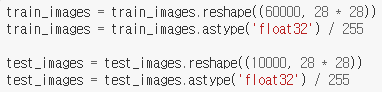 train_images = train_images.reshape((60000, 28 * 28))
train_images = train_images.astype('float32') / 255
test_images = test_images.reshape((10000, 28 * 28))
test_images = test_images.astype('float32') / 255